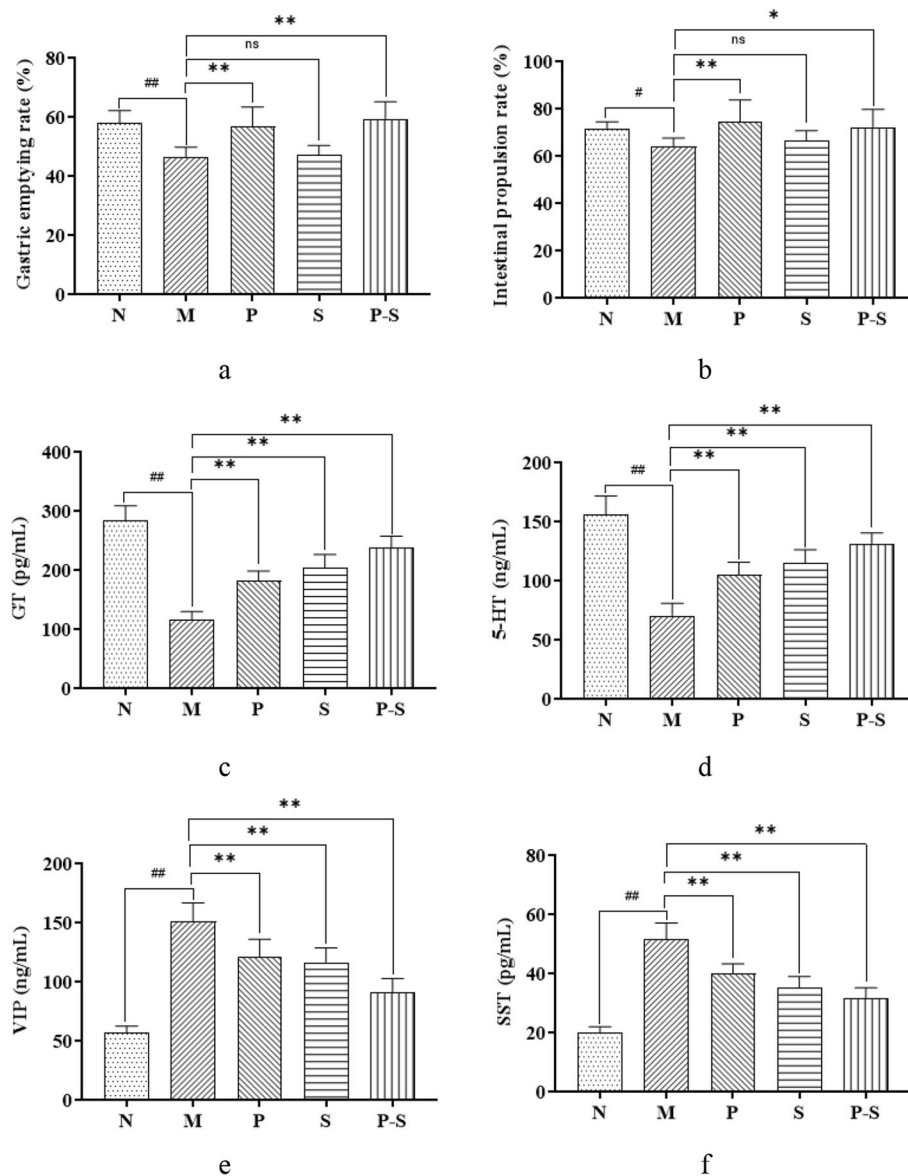 **
ns
## **
Gastric emptying rate (%)
80
60
40
20
0
N M P S P-S
a
*
ns
# **
Intestinal propulsion rate (%)
100
80
60
40
20
0
N M P S P-S
b
**
**
## **
GT (pg/mL)
400
300
200
100
0
N M P S P-S
c
**
**
## **
5-HT (ng/mL)
200
150
100
50
0
N M P S P-S
d
**
**
## **
VIP (ng/mL)
200
150
100
50
0
N M P S P-S
e
**
**
## **
SST (pg/mL)
80
60
40
20
0
N M P S P-S
f